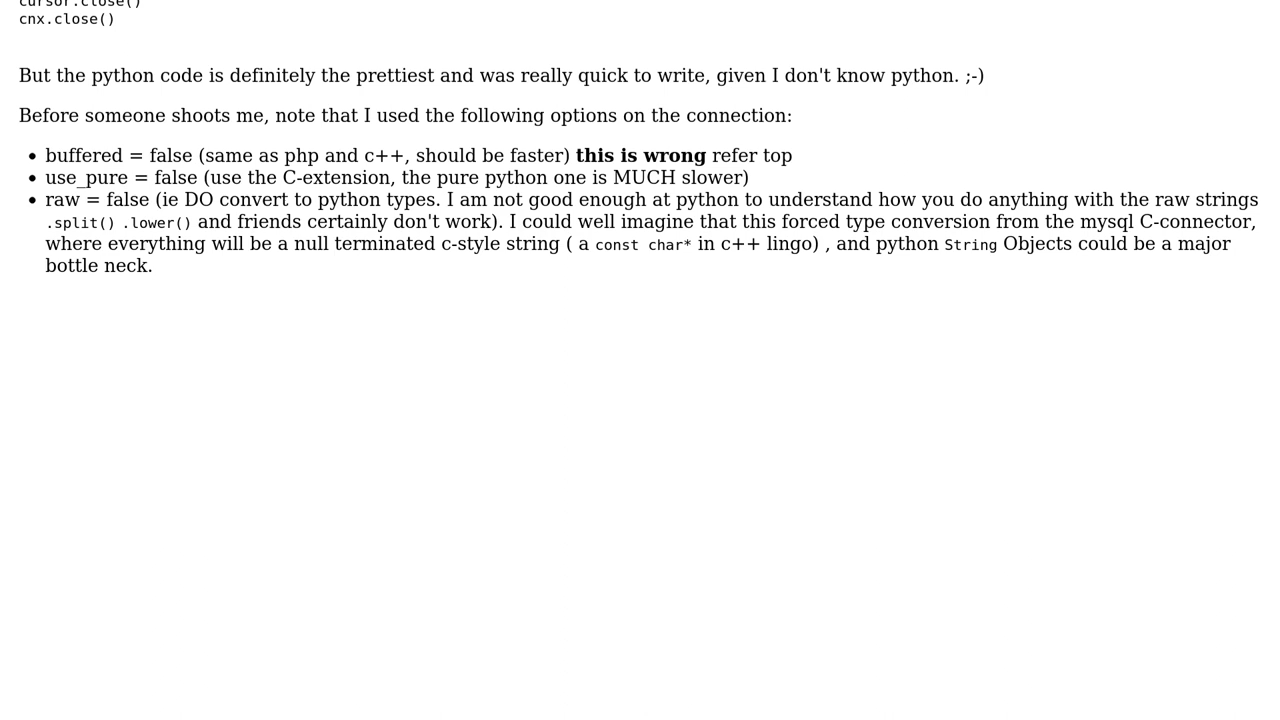 cursor.close()
cnx.close()
But the python code is definitely the prettiest and was really quick to write, given I don't know python. ;-)
Before someone shoots me, note that I used the following options on the connection:
• buffered = false (same as php and c++, should be faster) this is wrong refer top
• use_pure = false (use the C-extension, the pure python one is MUCH slower)
• raw = false (ie DO convert to python types. I am not good enough at python to understand how you do anything with the raw strings
.split() .lower() and friends certainly don't work). I could well imagine that this forced type conversion from the mysql C-connector,
where everything will be a null terminated c-style string ( a const char* in c++ lingo) , and python String Objects could be a major
bottle neck.